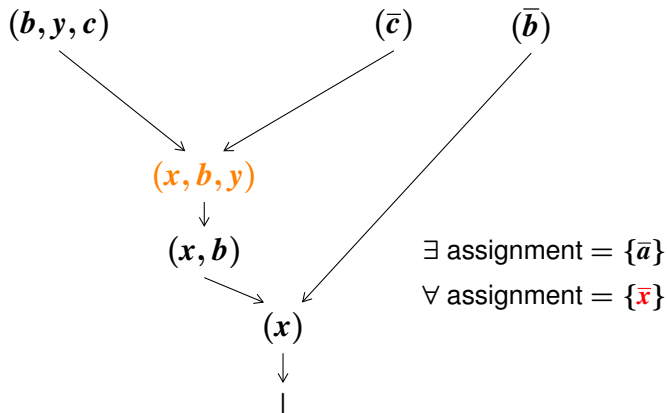 (b, y, c) (c̅) (b̅)
(x, b, y)
(x, b)
∃ assignment = {a̅}
∀ assignment = {x̅}
(x)